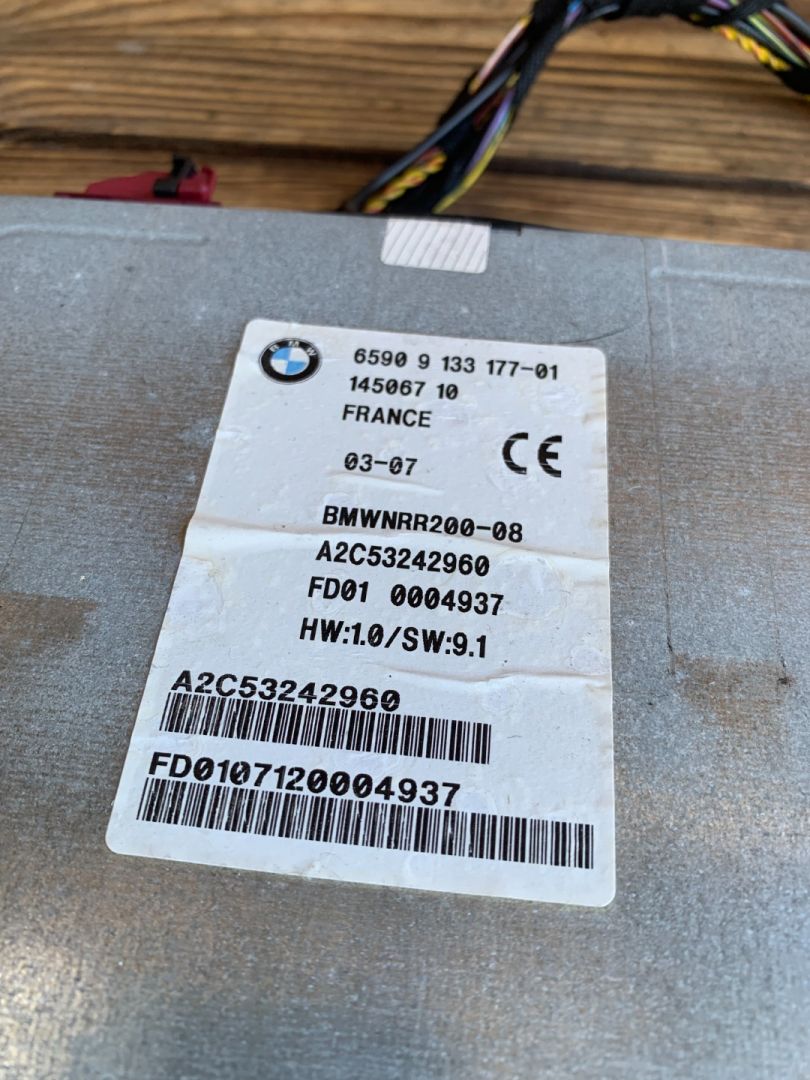 BMW
6590 9 133 177-01
145067 10
FRANCE
CE
03-07
BMWNRR200-08
A2C53242960
FD01 0004937
HW:1.0/SW:9.1
A2C53242960
FD0107120004937